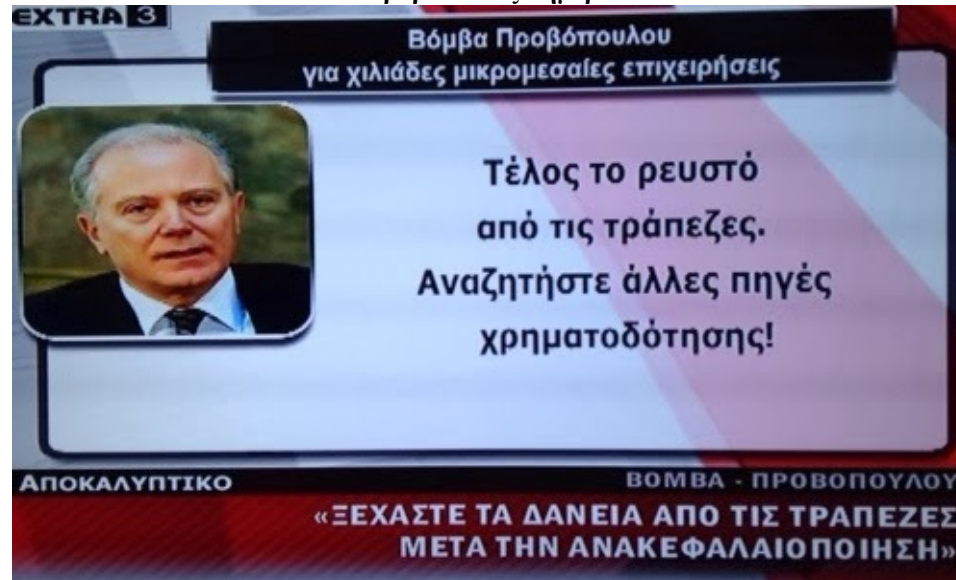 EXTRA 3
Βόμβα Προβόπουλου
για χιλιάδες μικρομεσαίες επιχειρήσεις
Τέλος το ρευστό
από τις τράπεζες.
Αναζητήστε άλλες πηγές
χρηματοδότησης!
ΑΠΟΚΑΛΥΠΤΙΚΟ
ΒΟΜΒΑ - ΠΡΟΒΟΠΟΥΛΟΥ
«ΞΕΧΑΣΤΕ ΤΑ ΔΑΝΕΙΑ ΑΠΟ ΤΙΣ ΤΡΑΠΕΖΕΣ
ΜΕΤΑ ΤΗΝ ΑΝΑΚΕΦΑΛΑΙΟΠΟΙΗΣΗ»